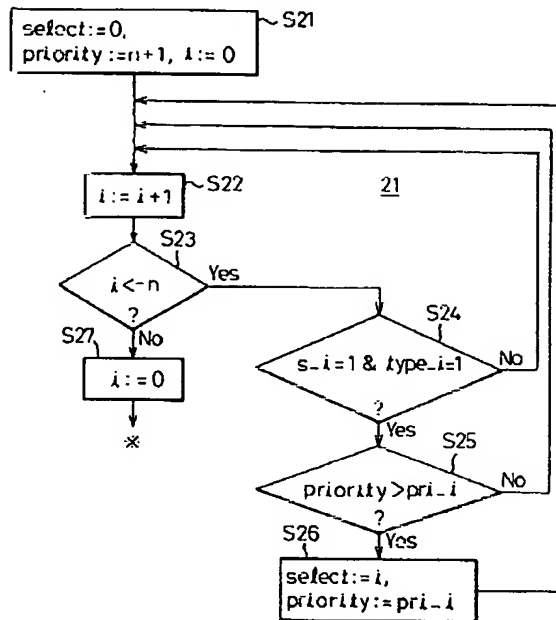 S21
select:=0,
priority:=n+1, i:=0
S22
i:=i+1
21
S23
i<-n
?
Yes
No
S24
s_i=1 & type_i=1
?
No
Yes
S27
i:=0
※
S25
priority>pri_i
?
No
Yes
S26
select:=i,
priority:=pri_i